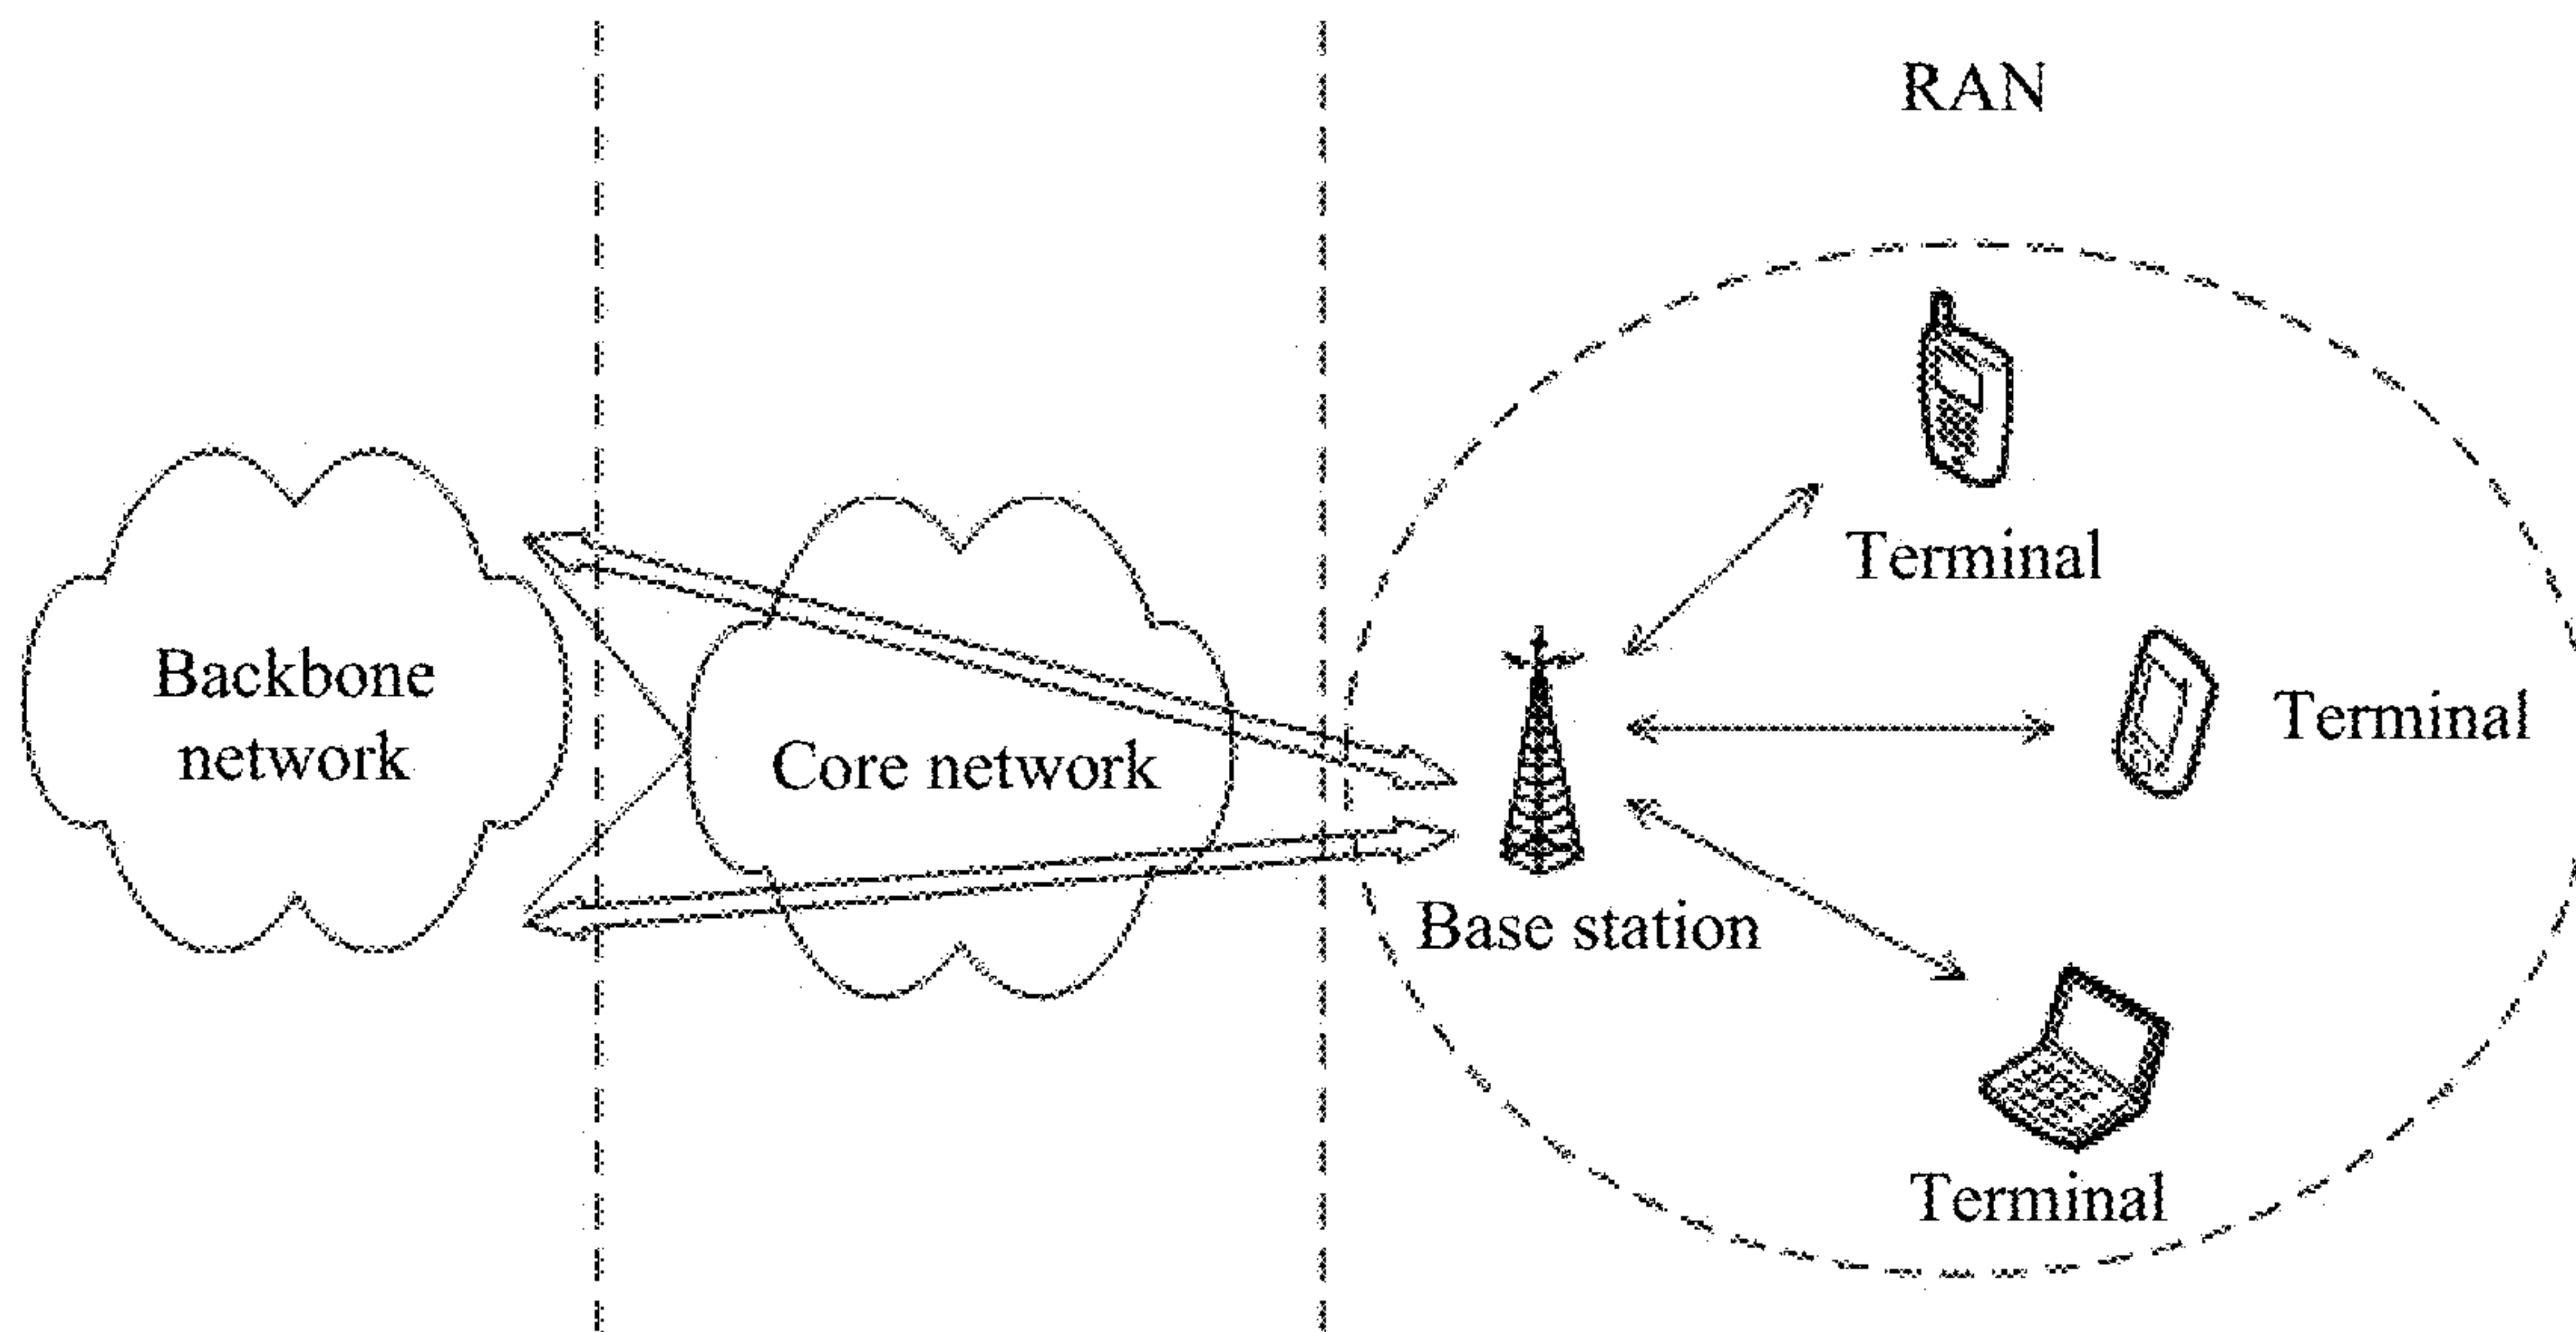 RAN
Terminal
Backbone
network
Core network
Terminal
Base station
Terminal